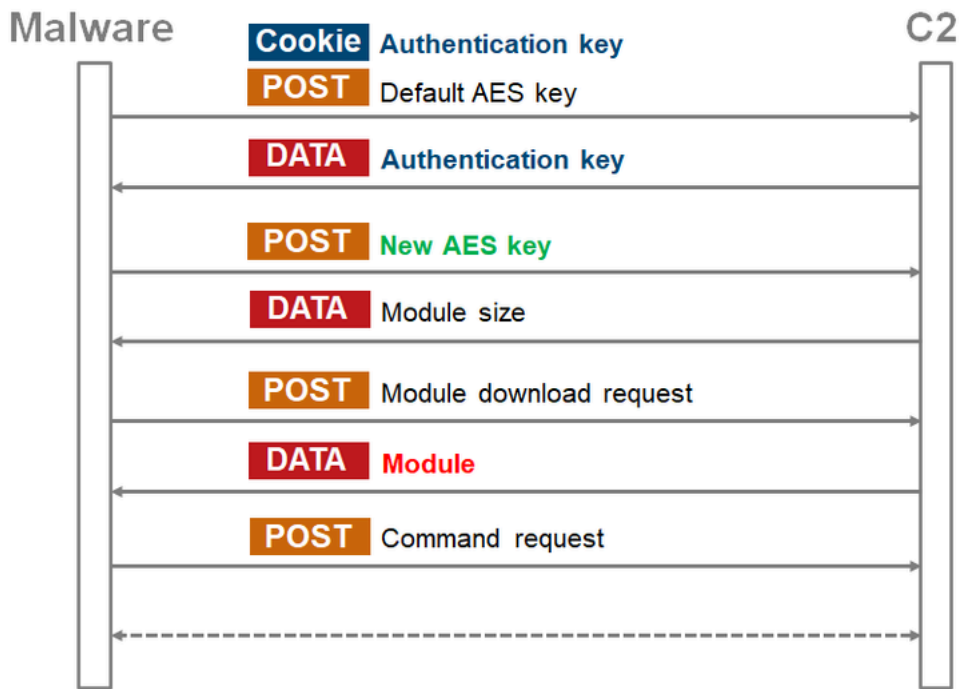 Malware C2
Cookie Authentication key
POST Default AES key
DATA Authentication key
POST New AES key
DATA Module size
POST Module download request
DATA Module
POST Command request